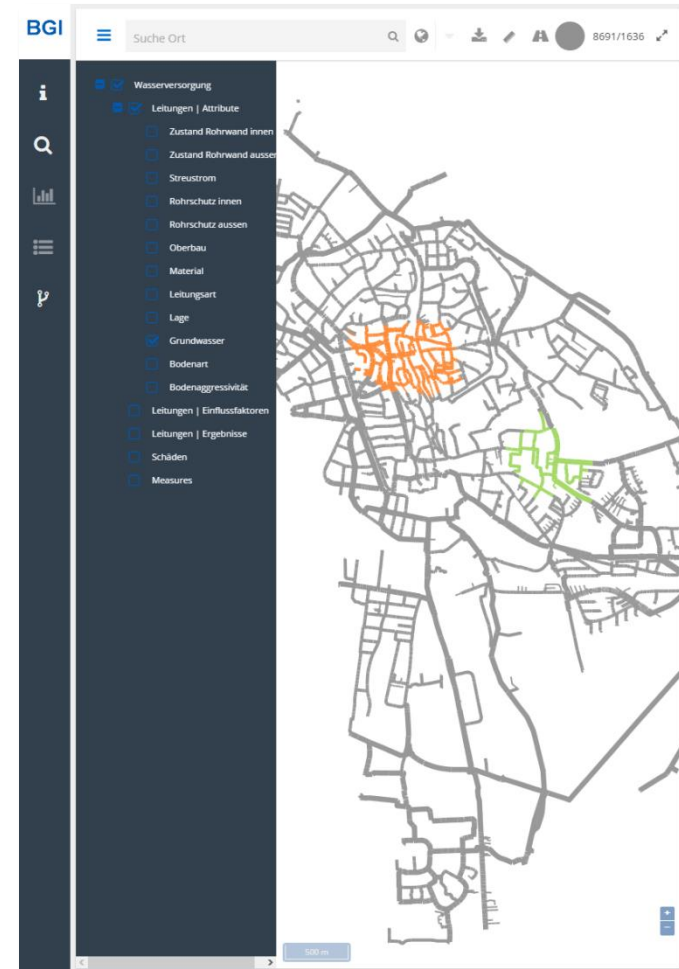 BGI
Suche Ort
8691/1636
Wasserversorgung
Leitungen | Attribute
Zustand Rohrwand innen
Zustand Rohrwand ausser
Streustrom
Rohrschutz innen
Rohrschutz aussen
Oberbau
Material
Leitungsart
Lage
Grundwasser
Bodenart
Bodenaggressivität
Leitungen | Einflussfaktoren
Leitungen | Ergebnisse
Schäden
Measures
500 m